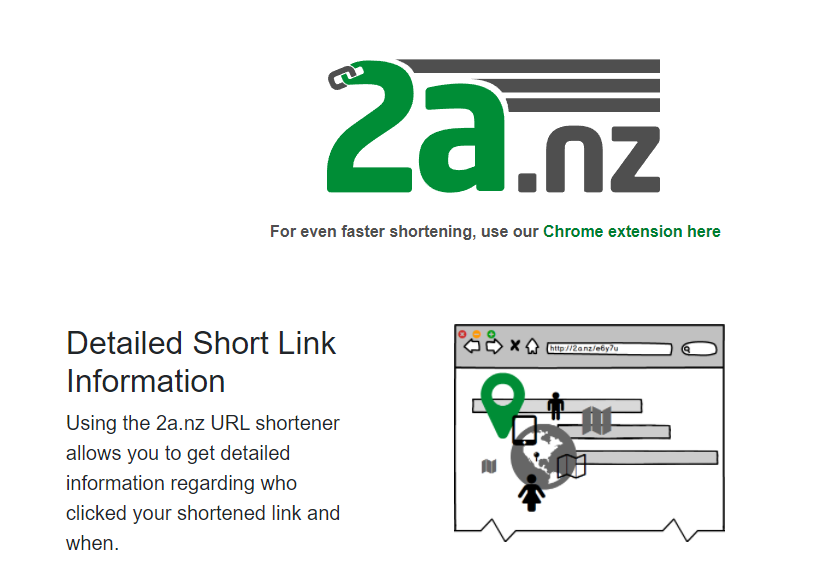 2a.nz
For even faster shortening, use our Chrome extension here
Detailed Short Link
Information
Using the 2a.nz URL shortener
allows you to get detailed
information regarding who
clicked your shortened link and
when.
http://2a.nz/e6y7u